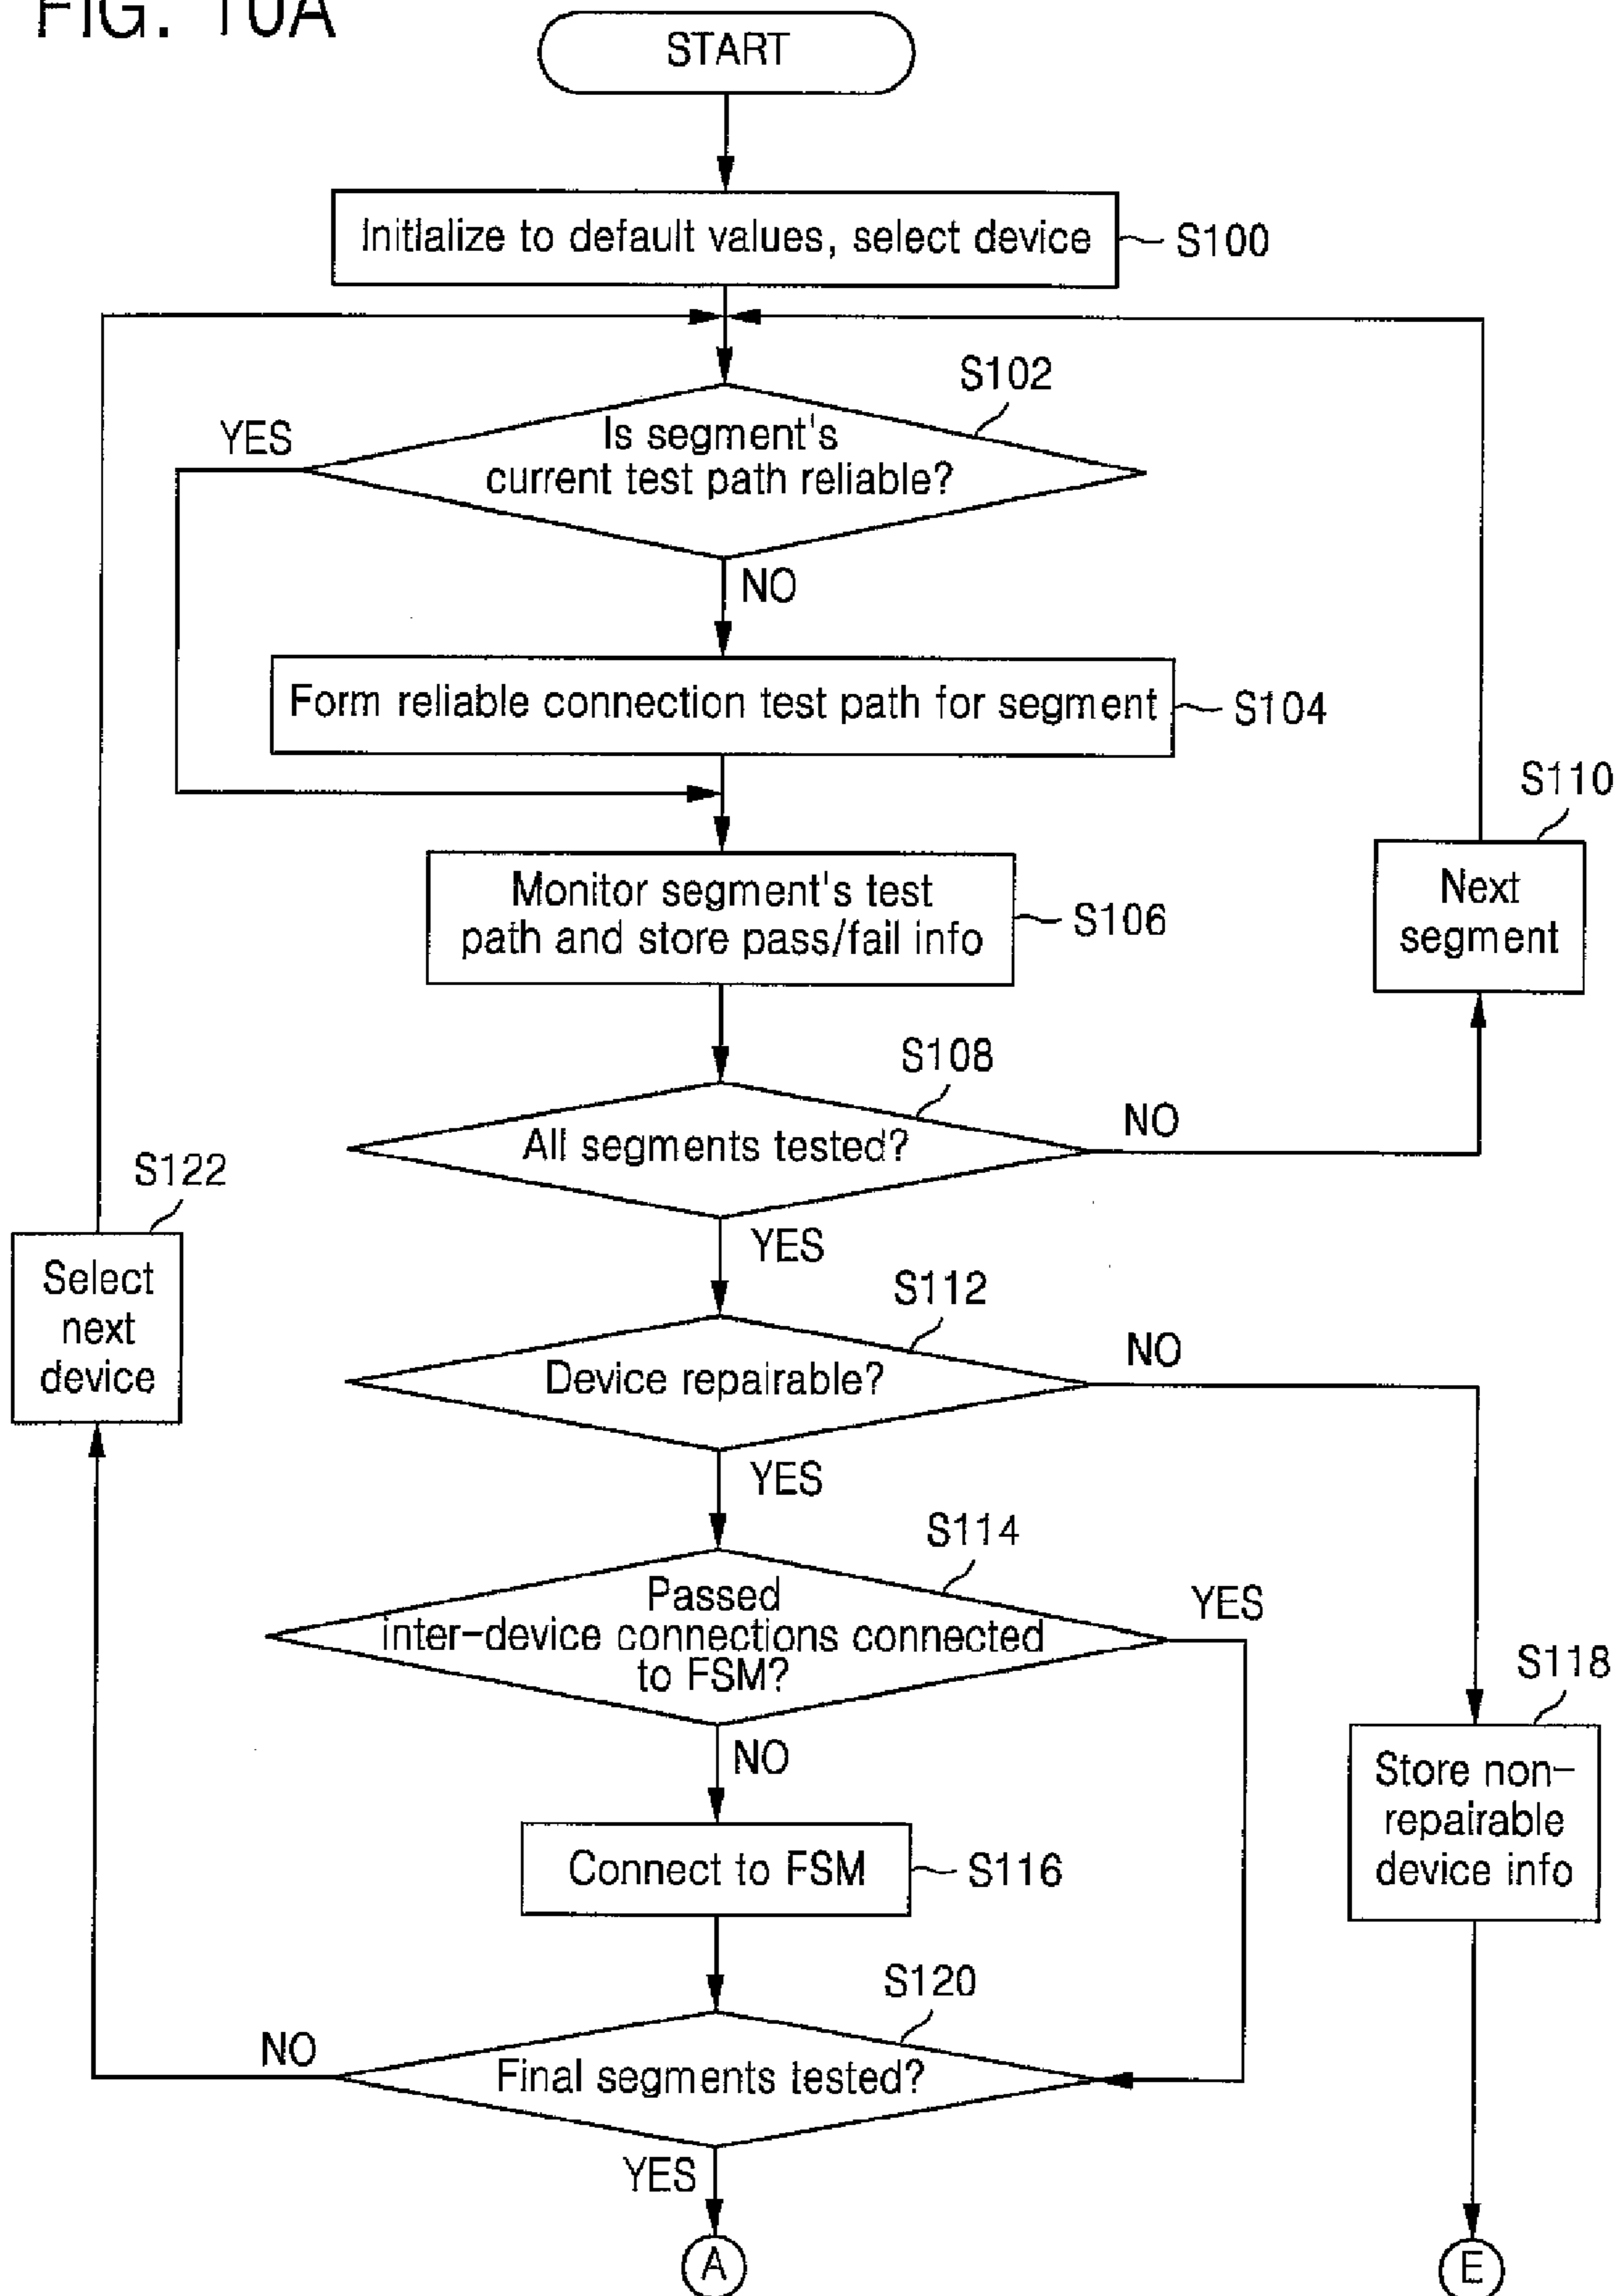 FIG. 10A
START
Initialize to default values, select device
S100
S102
YES
Is segment's
current test path reliable?
NO
Form reliable connection test path for segment
S104
S110
Monitor segment's test
path and store pass/fail info
S106
Next
segment
S108
All segments tested?
NO
S122
YES
Select
next
device
S112
Device repairable?
NO
YES
S114
Passed
inter-device connections connected
to FSM?
YES
NO
S118
Store non-
repairable
device info
Connect to FSM
S116
S120
NO
Final segments tested?
YES
A
E